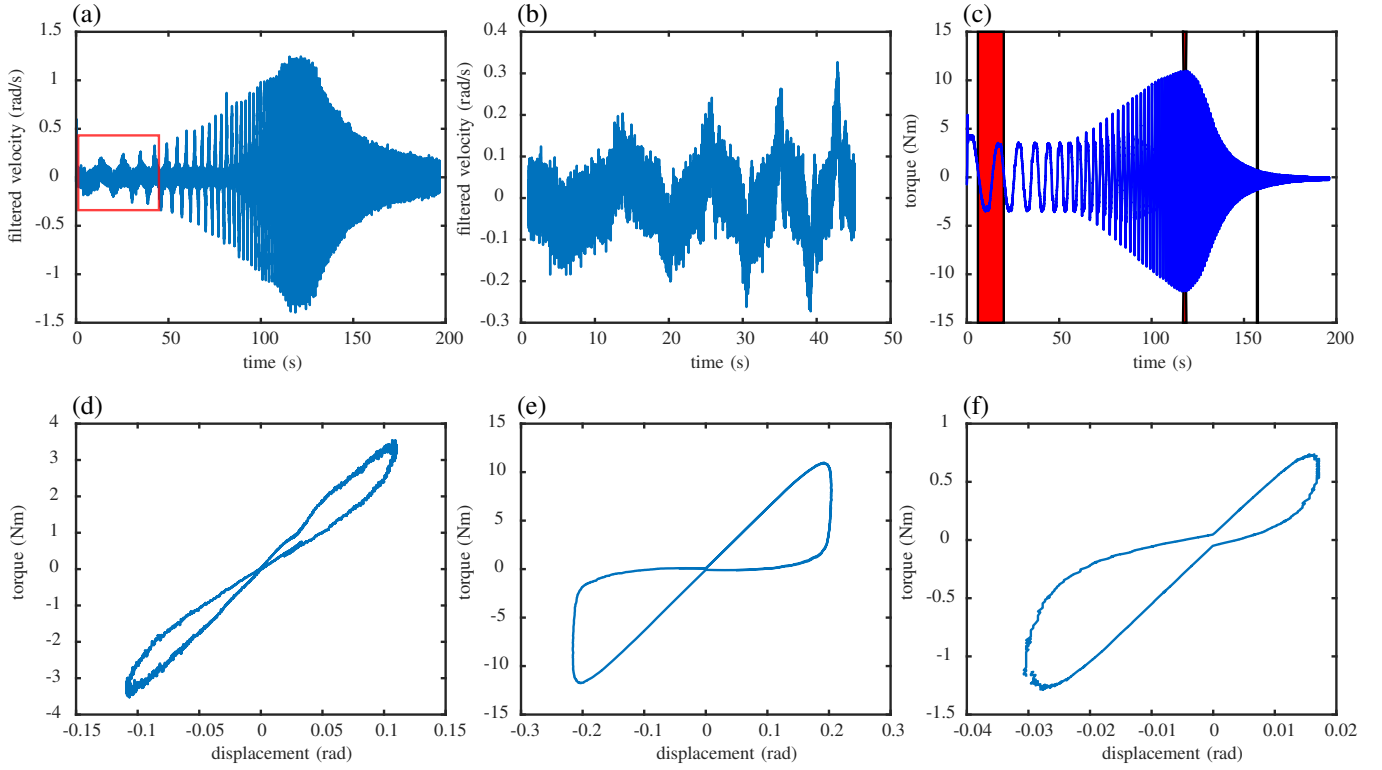 (a)
1.5
1
0.5
0
-0.5
-1
-1.5
0 50 100 150 200
filtered velocity (rad/s)
time (s)
(b)
0.4
0.3
0.2
0.1
0
-0.1
-0.2
0.3
0 10 20 30 40 50
filtered velocity (rad/s)
time (s)
(c)
15
10
5
0
-5
-10
-15
0 50 100 150 200
torque (Nm)
time (s)
(d)
4
3
2
1
0
-1
-2
-3
-4
-0.15 -0.1 -0.05 0 0.05 0.1 0.15
torque (Nm)
displacement (rad)
(e)
15
10
5
0
-5
-10
-15
-0.3 -0.2 -0.1 0 0.1 0.2 0.3
torque (Nm)
displacement (rad)
(f)
1
0.5
0
-0.5
-1
-1.5
-0.04 -0.03 -0.02 -0.01 0 0.01 0.02
torque (Nm)
displacement (rad)